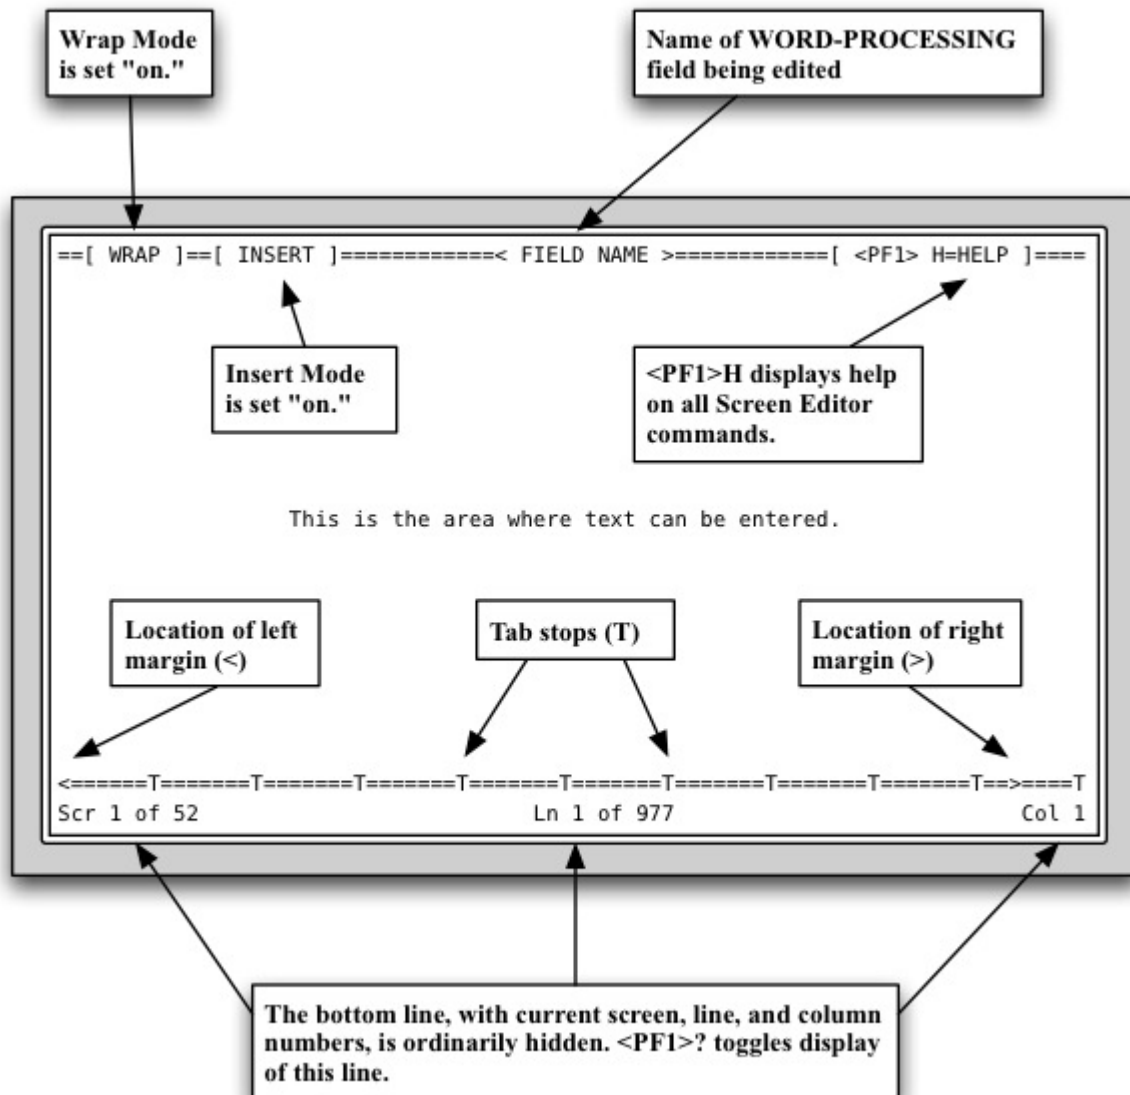 Wrap Mode
is set "on."
Name of WORD-PROCESSING
field being edited
==[ WRAP ]==[ INSERT ]============< FIELD NAME >============[ <PF1> H=HELP ]====
Insert Mode
is set "on."
<PF1>H displays help
on all Screen Editor
commands.
This is the area where text can be entered.
Location of left
margin (<)
Tab stops (T)
Location of right
margin (>)
<======T=======T=======T=======T=======T=======T=======T=======T=======T==>====T
Scr 1 of 52 Ln 1 of 977 Col 1
The bottom line, with current screen, line, and column
numbers, is ordinarily hidden. <PF1>? toggles display
of this line.